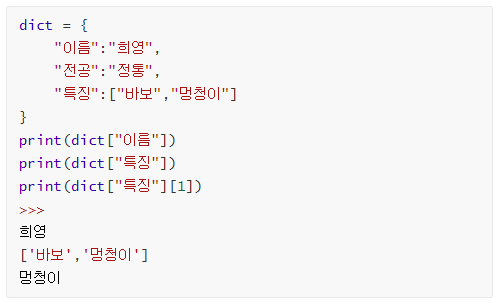 dict = {
    "이름":"희영",
    "전공":"정통",
    "특징":["바보","멍청이"]
}
print(dict["이름"])
print(dict["특징"])
print(dict["특징"][1])
>>>
희영
['바보','멍청이']
멍청이